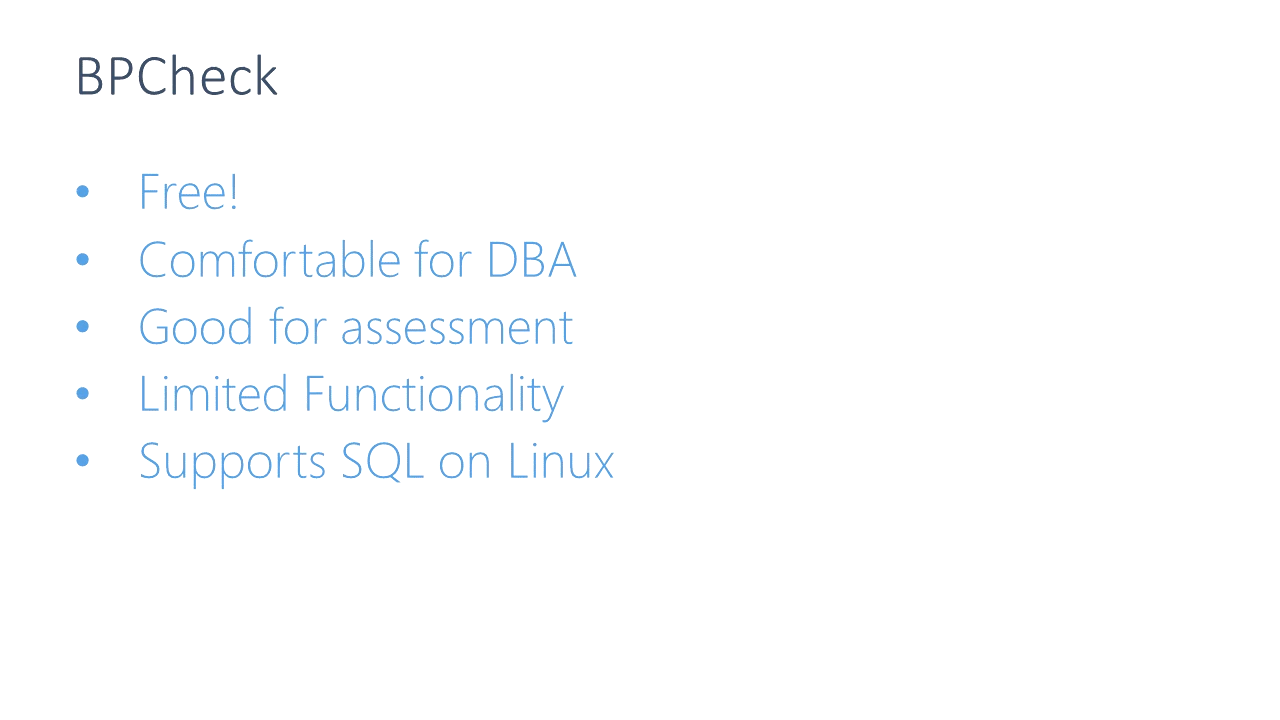 BPCheck
• Free!
• Comfortable for DBA
• Good for assessment
• Limited Functionality
• Supports SQL on Linux